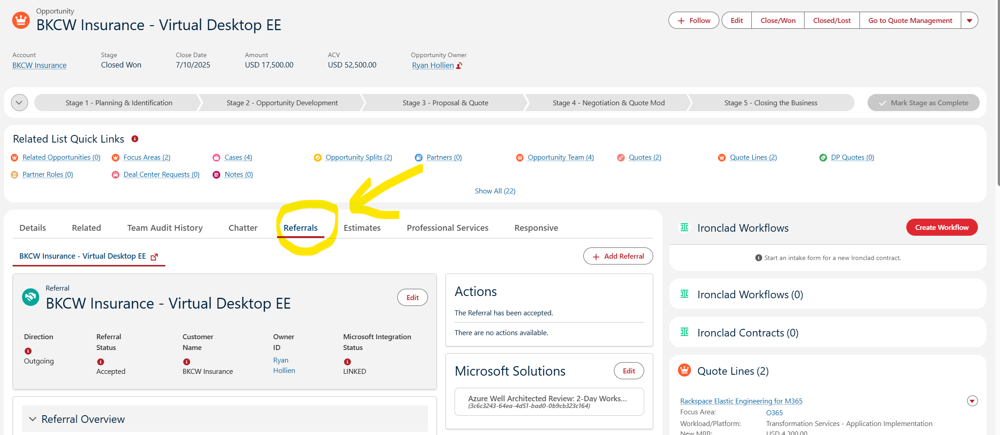 Opportunity
BKCW Insurance - Virtual Desktop EE
Follow
Edit
Close/Won
Closed/Lost
Go to Quote Management
Account
Stage
Close Date
Amount
ACV
Opportunity Owner
BKCW Insurance
Closed Won
7/10/2025
USD 17,500.00
USD 52,500.00
Ryan Hollien
Stage 1 - Planning & Identification
Stage 2 - Opportunity Development
Stage 3 - Proposal & Quote
Stage 4 - Negotiation & Quote Mod
Stage 5 - Closing the Business
Mark Stage as Complete
Related List Quick Links
Related Opportunities (0)
Focus Areas (2)
Cases (4)
Opportunity Splits (2)
Partners (0)
Opportunity Team (4)
Quotes (2)
Quote Lines (2)
DP Quotes (0)
Partner Roles (0)
Deal Center Requests (0)
Notes (0)
Show All (22)
Details
Related
Team Audit History
Chatter
Referrals
Estimates
Professional Services
Responsive
BKCW Insurance - Virtual Desktop EE
Add Referral
Referral
BKCW Insurance - Virtual Desktop EE
Edit
Direction
Outgoing
Referral
Status
Accepted
Customer
Name
BKCW Insurance
Owner
ID
Ryan
Hollien
Microsoft Integration
Status
LINKED
Referral Overview
Actions
The Referral has been accepted.
There are no actions available.
Microsoft Solutions
Edit
Azure Well Architected Review: 2-Day Works...
(3c6c3243-64ea-4d51-bad0-0b9cb323c164)
Ironclad Workflows
Create Workflow
Start an intake form for a new Ironclad contract.
Ironclad Workflows (0)
Ironclad Contracts (0)
Quote Lines (2)
Rackspace Elastic Engineering for M365
Focus Area:
O365
Workload/Platform:
Transformation Services - Application Implementation
New MRR:
USD 4,300.00